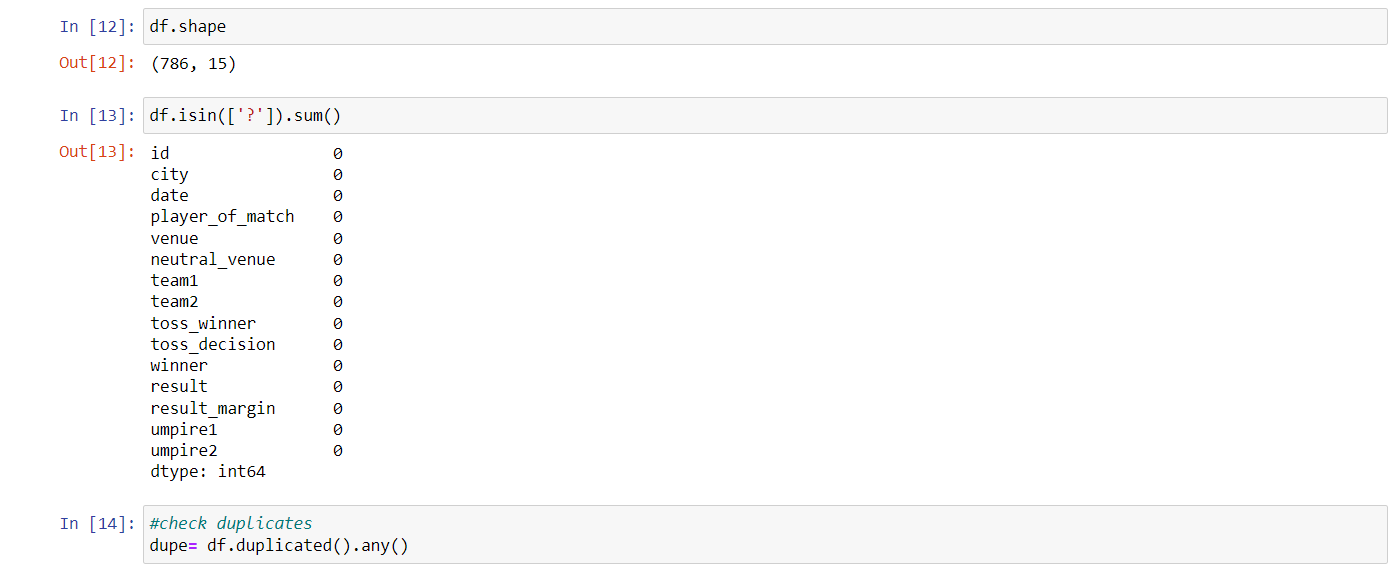 In [12]: df.shape
Out[12]: (786, 15)
In [13]: df.isin(['?']).sum()
Out[13]: id 0
city 0
date 0
player_of_match 0
venue 0
neutral_venue 0
team1 0
team2 0
toss_winner 0
toss_decision 0
winner 0
result 0
result_margin 0
umpire1 0
umpire2 0
dtype: int64
In [14]: #check duplicates
dupe= df.duplicated().any()